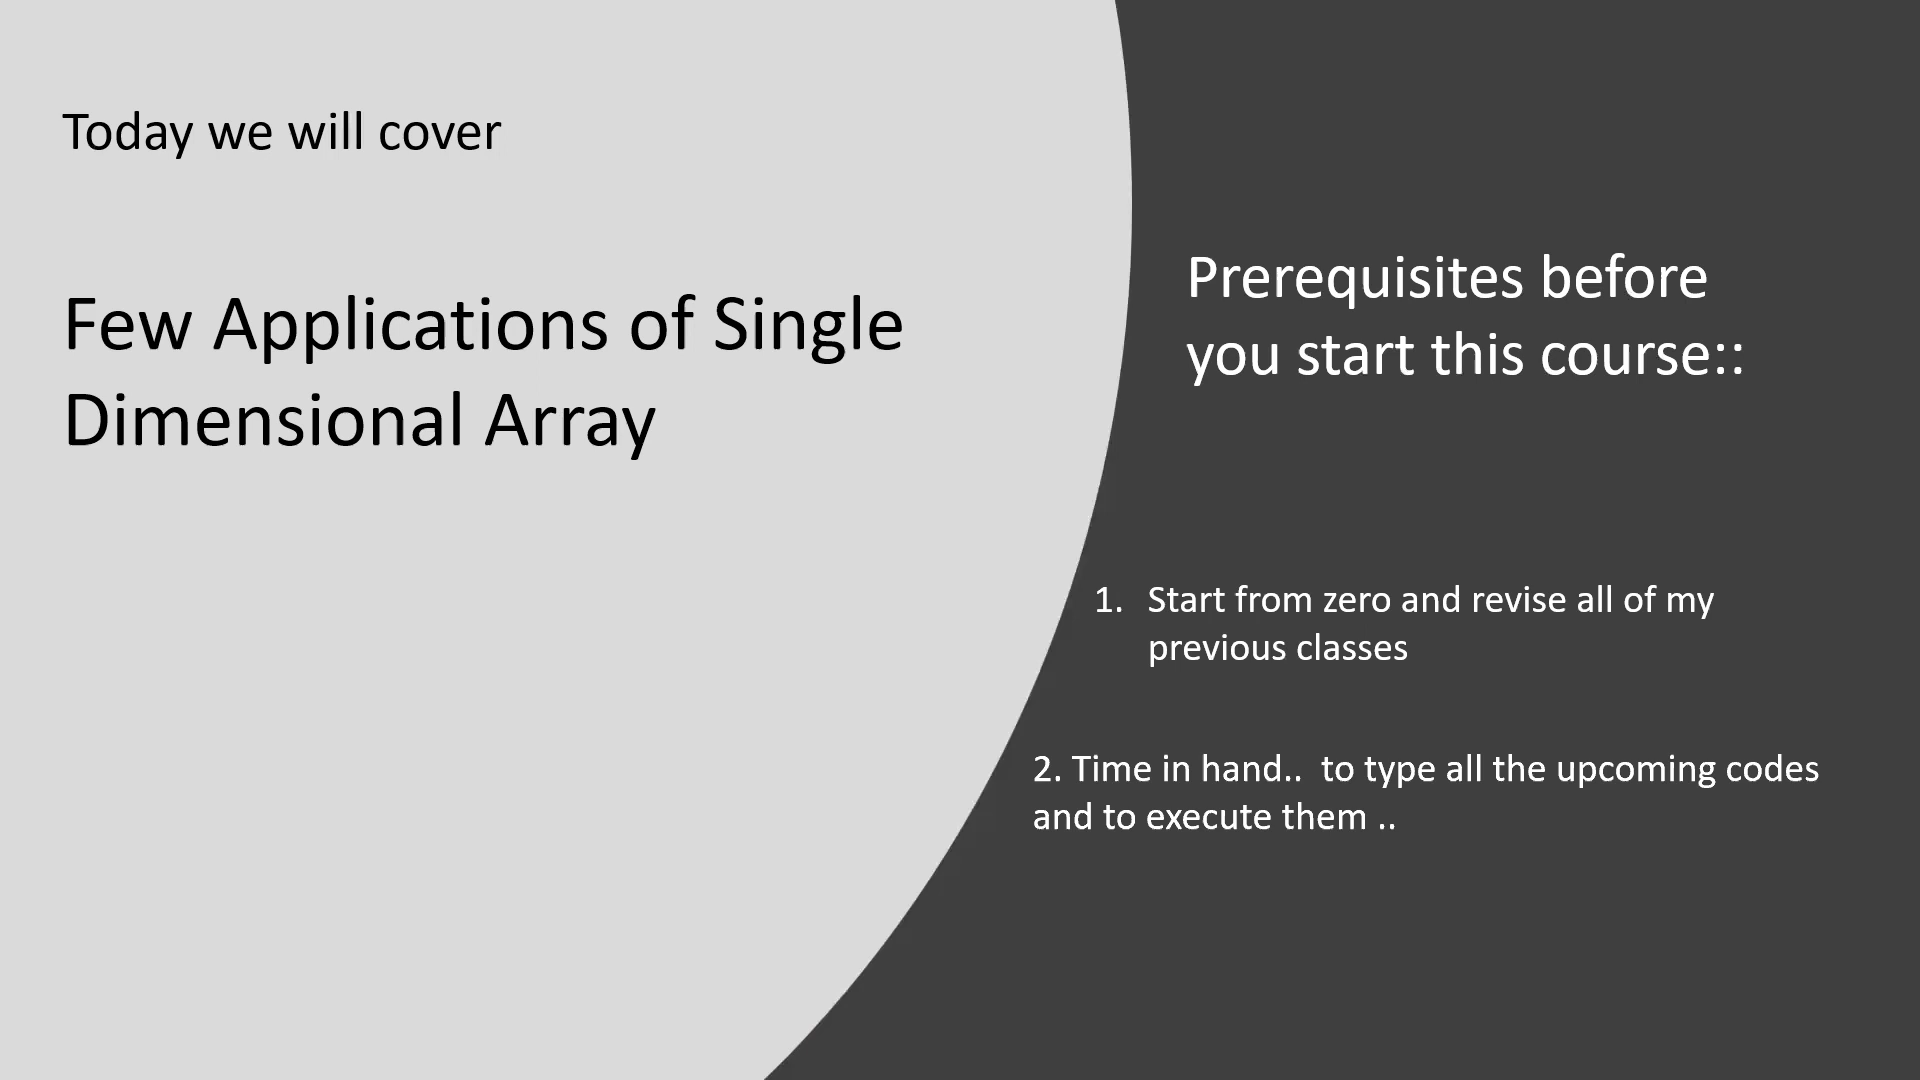 Today we will cover
Few Applications of Single
Dimensional Array
Prerequisites before
you start this course::
1. Start from zero and revise all of my
previous classes
2. Time in hand..  to type all the upcoming codes
and to execute them ..